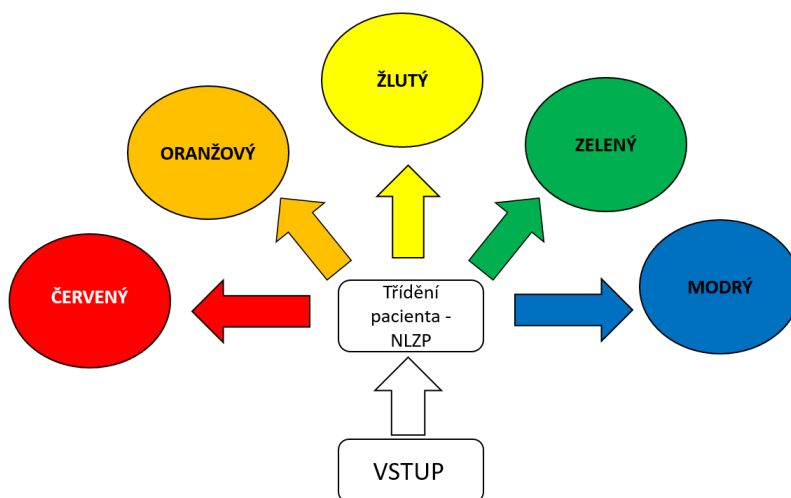 ŽLUTÝ
ORANŽOVÝ
ZELENÝ
ČERVENÝ
MODRÝ
Třídění
pacienta -
NLZP
VSTUP